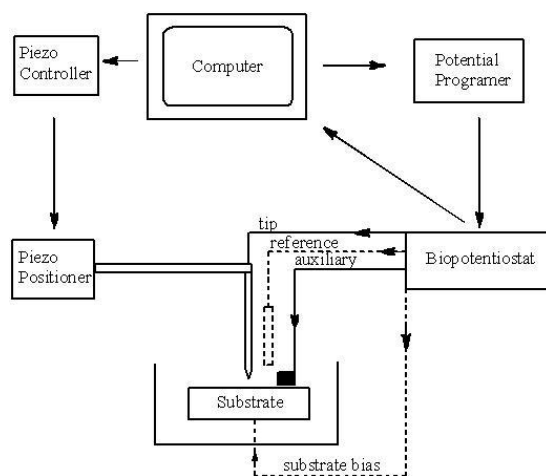 Piezo
Controller
Computer
Potential
Programer
tip
reference
auxiliary
Piezo
Positioner
Biopotentiostat
Substrate
substrate bias